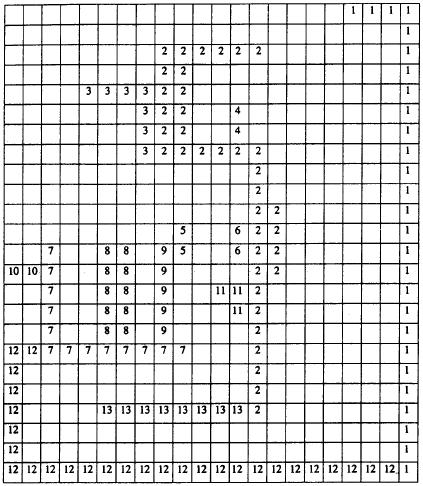 1 1 1 1
1
2 2 2 2 2 2 1
2 2 1
3 3 3 3 2 2 1
3 2 2 4 1
3 2 2 4 1
3 2 2 2 2 2 2 1
2 1
2 1
2 2 1
5 6 2 2 1
7 8 8 9 5 6 2 2 1
10 10 7 8 8 9 2 2 1
7 8 8 9 11 11 2 1
7 8 8 9 11 2 1
7 8 8 9 2 1
12 12 7 7 7 7 7 7 7 7 2 1
12 2 1
12 2 1
12 13 13 13 13 13 13 13 13 2 1
12 1
12 1
12 12 12 12 12 12 12 12 12 12 12 12 12 12 12 12 12 12 12 12 12 1